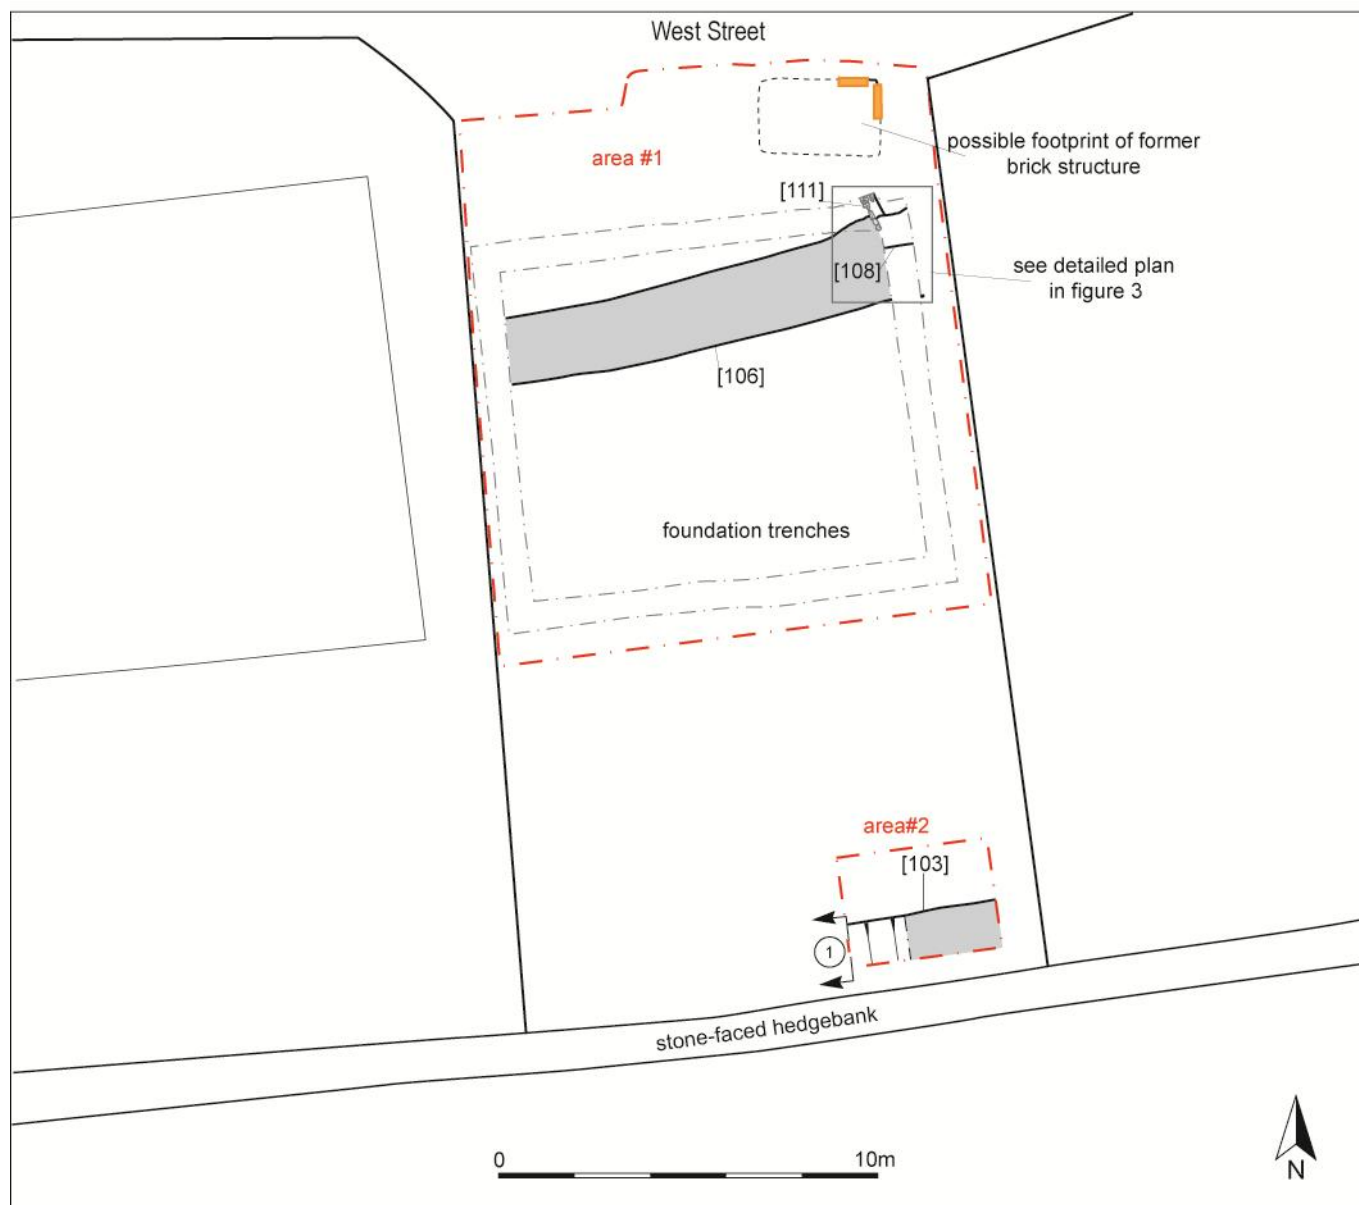 West Street
area #1
possible footprint of former
brick structure
[111]
[108]
see detailed plan
in figure 3
[106]
foundation trenches
area#2
[103]
1
stone-faced hedgebank
0
10m
N